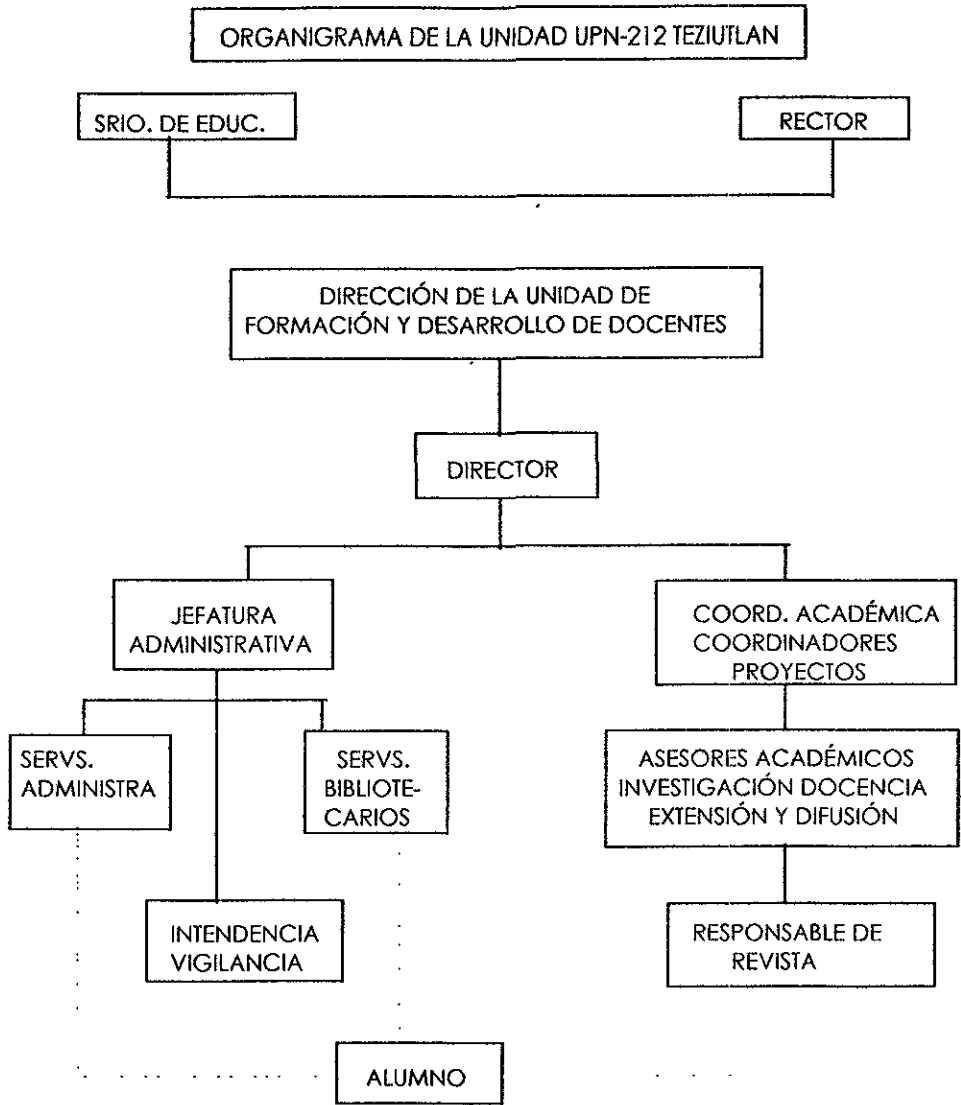 ORGANIGRAMA DE LA UNIDAD UPN-212 TEZIUTLAN
SRIO. DE EDUC.
RECTOR
DIRECCIÓN DE LA UNIDAD DE
FORMACIÓN Y DESARROLLO DE DOCENTES
DIRECTOR
JEFATURA
ADMINISTRATIVA
COORD. ACADÉMICA
COORDINADORES
PROYECTOS
SERVS.
ADMINISTRA
SERVS.
BIBLIOTE-
CARIOS
ASESORES ACADÉMICOS
INVESTIGACIÓN DOCENCIA
EXTENSIÓN Y DIFUSIÓN
INTENDENCIA
VIGILANCIA
RESPONSABLE DE
REVISTA
ALUMNO